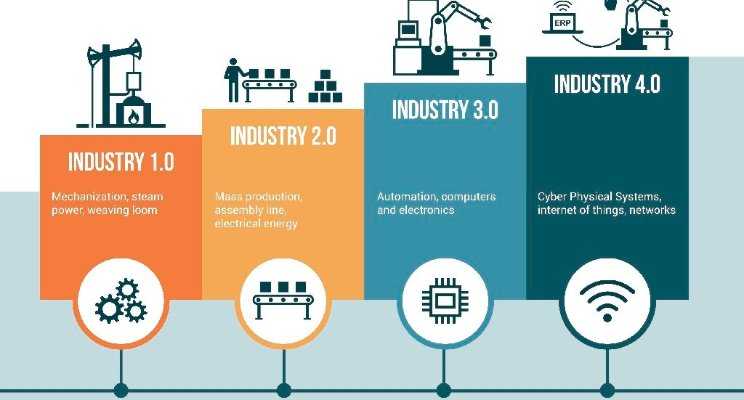 ERP
INDUSTRY 1.0
Mechanization, steam
power, weaving loom
INDUSTRY 2.0
Mass production,
assembly line,
electrical energy
INDUSTRY 3.0
Automation, computers
and electronics
INDUSTRY 4.0
Cyber Physical Systems,
internet of things, networks